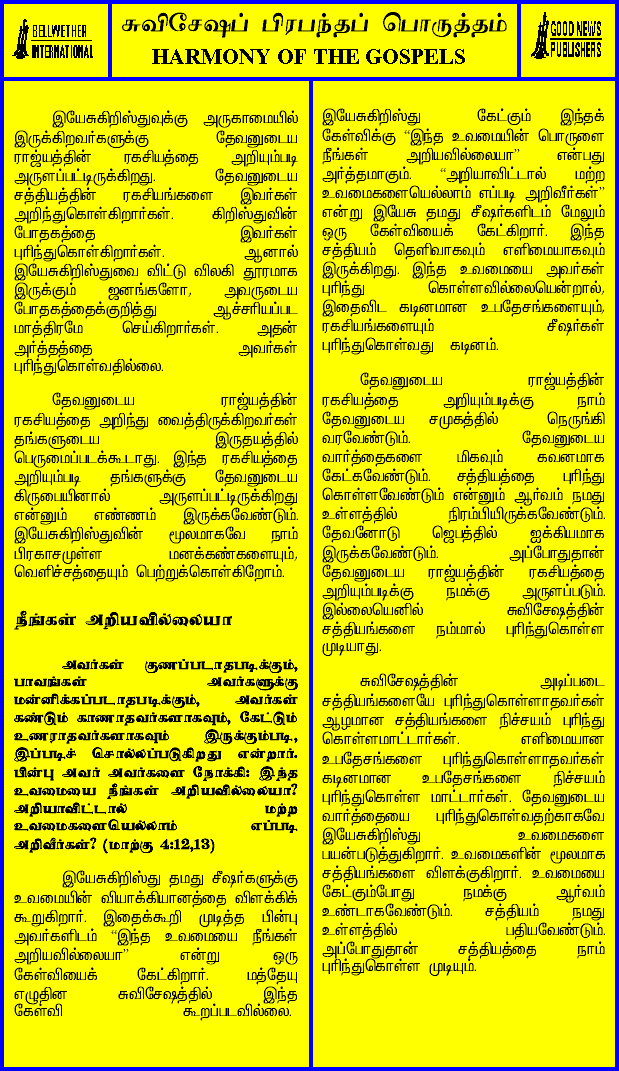 BELLWETHER
INTERNATIONAL
சுவிசேஷப் பிரபந்தப் பொருத்தம்
HARMONY OF THE GOSPELS
GOOD NEWS
PUBLISHERS
இயேசுகிறிஸ்துவுக்கு அருகாமையில்
இருக்கிறவர்களுக்கு தேவனுடைய
ராஜ்யத்தின் ரகசியத்தை அறியும்படி
அருளப்பட்டிருக்கிறது. தேவனுடைய
சத்தியத்தின் ரகசியங்களை இவர்கள்
அறிந்துகொள்கிறார்கள். கிறிஸ்துவின்
போதகத்தை இவர்கள்
புரிந்துகொள்கிறார்கள். ஆனால்
இயேசுகிறிஸ்துவை விட்டு விலகி தூரமாக
இருக்கும் ஜனங்களோ, அவருடைய
போதகத்தைக்குறித்து ஆச்சரியப்பட
மாத்திரமே செய்கிறார்கள். அதன்
அர்த்தத்தை அவர்கள்
புரிந்துகொள்வதில்லை.
தேவனுடைய ராஜ்யத்தின்
ரகசியத்தை அறிந்து வைத்திருக்கிறவர்கள்
தங்களுடைய இருதயத்தில்
பெருமைப்படக்கூடாது. இந்த ரகசியத்தை
அறியும்படி தங்களுக்கு தேவனுடைய
கிருபையினால் அருளப்பட்டிருக்கிறது
என்னும் எண்ணம் இருக்கவேண்டும்.
இயேசுகிறிஸ்துவின் மூலமாகவே நாம்
பிரகாசமுள்ள மனக்கண்களையும்,
வெளிச்சத்தையும் பெற்றுக்கொள்கிறோம்.
நீங்கள் அறியவில்லையா
அவர்கள் குணப்படாதபடிக்கும்,
பாவங்கள் அவர்களுக்கு
மன்னிக்கப்படாதபடிக்கும், அவர்கள்
கண்டும் காணாதவர்களாகவும், கேட்டும்
உணராதவர்களாகவும் இருக்கும்படி,
இப்படிச் சொல்லப்படுகிறது என்றார்.
பின்பு அவர் அவர்களை நோக்கி: இந்த
உவமையை நீங்கள் அறியவில்லையா?
அறியாவிட்டால் மற்ற
உவமைகளையெல்லாம் எப்படி
அறிவீர்கள்? (மாற்கு 4:12,13)
இயேசுகிறிஸ்து தமது சீஷர்களுக்கு
உவமையின் வியாக்கியானத்தை விளக்கிக்
கூறுகிறார். இதைக்கூறி முடித்த பின்பு
அவர்களிடம் “இந்த உவமையை நீங்கள்
அறியவில்லையா” என்று ஒரு
கேள்வியைக் கேட்கிறார். மத்தேயு
எழுதின சுவிசேஷத்தில் இந்த
கேள்வி கூறப்படவில்லை.
இயேசுகிறிஸ்து கேட்கும் இந்தக்
கேள்விக்கு “இந்த உவமையின் பொருளை
நீங்கள் அறியவில்லையா” என்பது
அர்த்தமாகும். “அறியாவிட்டால் மற்ற
உவமைகளையெல்லாம் எப்படி அறிவீர்கள்”
என்று இயேசு தமது சீஷர்களிடம் மேலும்
ஒரு கேள்வியைக் கேட்கிறார். இந்த
சத்தியம் தெளிவாகவும் எளிமையாகவும்
இருக்கிறது. இந்த உவமையை அவர்கள்
புரிந்து கொள்ளவில்லையென்றால்,
இதைவிட கடினமான உபதேசங்களையும்,
ரகசியங்களையும் சீஷர்கள்
புரிந்துகொள்வது கடினம்.
தேவனுடைய ராஜ்யத்தின்
ரகசியத்தை அறியும்படிக்கு நாம்
தேவனுடைய சமுகத்தில் நெருங்கி
வரவேண்டும். தேவனுடைய
வார்த்தைகளை மிகவும் கவனமாக
கேட்கவேண்டும். சத்தியத்தை புரிந்து
கொள்ளவேண்டும் என்னும் ஆர்வம் நமது
உள்ளத்தில் நிரம்பியிருக்கவேண்டும்.
தேவனோடு ஜெபத்தில் ஐக்கியமாக
இருக்கவேண்டும். அப்போதுதான்
தேவனுடைய ராஜ்யத்தின் ரகசியத்தை
அறியும்படிக்கு நமக்கு அருளப்படும்.
இல்லையெனில் சுவிசேஷத்தின்
சத்தியங்களை நம்மால் புரிந்துகொள்ள
முடியாது.
சுவிசேஷத்தின் அடிப்படை
சத்தியங்களையே புரிந்துகொள்ளாதவர்கள்
ஆழமான சத்தியங்களை நிச்சயம் புரிந்து
கொள்ளமாட்டார்கள். எளிமையான
உபதேசங்களை புரிந்துகொள்ளாதவர்கள்
கடினமான உபதேசங்களை நிச்சயம்
புரிந்துகொள்ள மாட்டார்கள். தேவனுடைய
வார்த்தையை புரிந்துகொள்வதற்காகவே
இயேசுகிறிஸ்து உவமைகளை
பயன்படுத்துகிறார். உவமைகளின் மூலமாக
சத்தியங்களை விளக்குகிறார். உவமையை
கேட்கும்போது நமக்கு ஆர்வம்
உண்டாகவேண்டும். சத்தியம் நமது
உள்ளத்தில் பதியவேண்டும்.
அப்போதுதான் சத்தியத்தை நாம்
புரிந்துகொள்ள முடியும்.